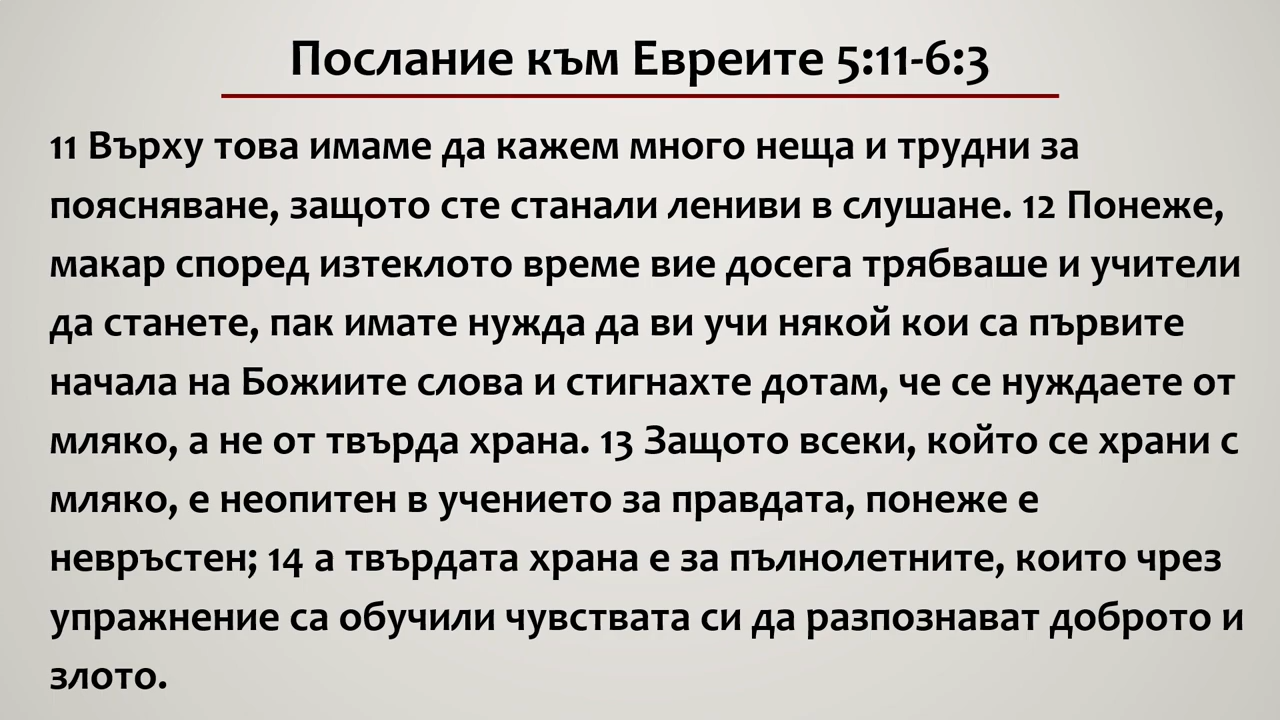 Послание към Евреите 5:11-6:3
11 Върху това имаме да кажем много неща и трудни за
поясняване, защото сте станали лениви в слушане. 12 Понеже,
макар според изтеклото време вие досега трябваше и учители
да станете, пак имате нужда да ви учи някой кои са първите
начала на Божиите слова и стигнахте дотам, че се нуждаете от
мляко, а не от твърда храна. 13 Защото всеки, който се храни с
мляко, е неопитен в учението за правдата, понеже е
невръстен; 14 а твърдата храна е за пълнолетните, които чрез
упражнение са обучили чувствата си да разпознават доброто и
злото.